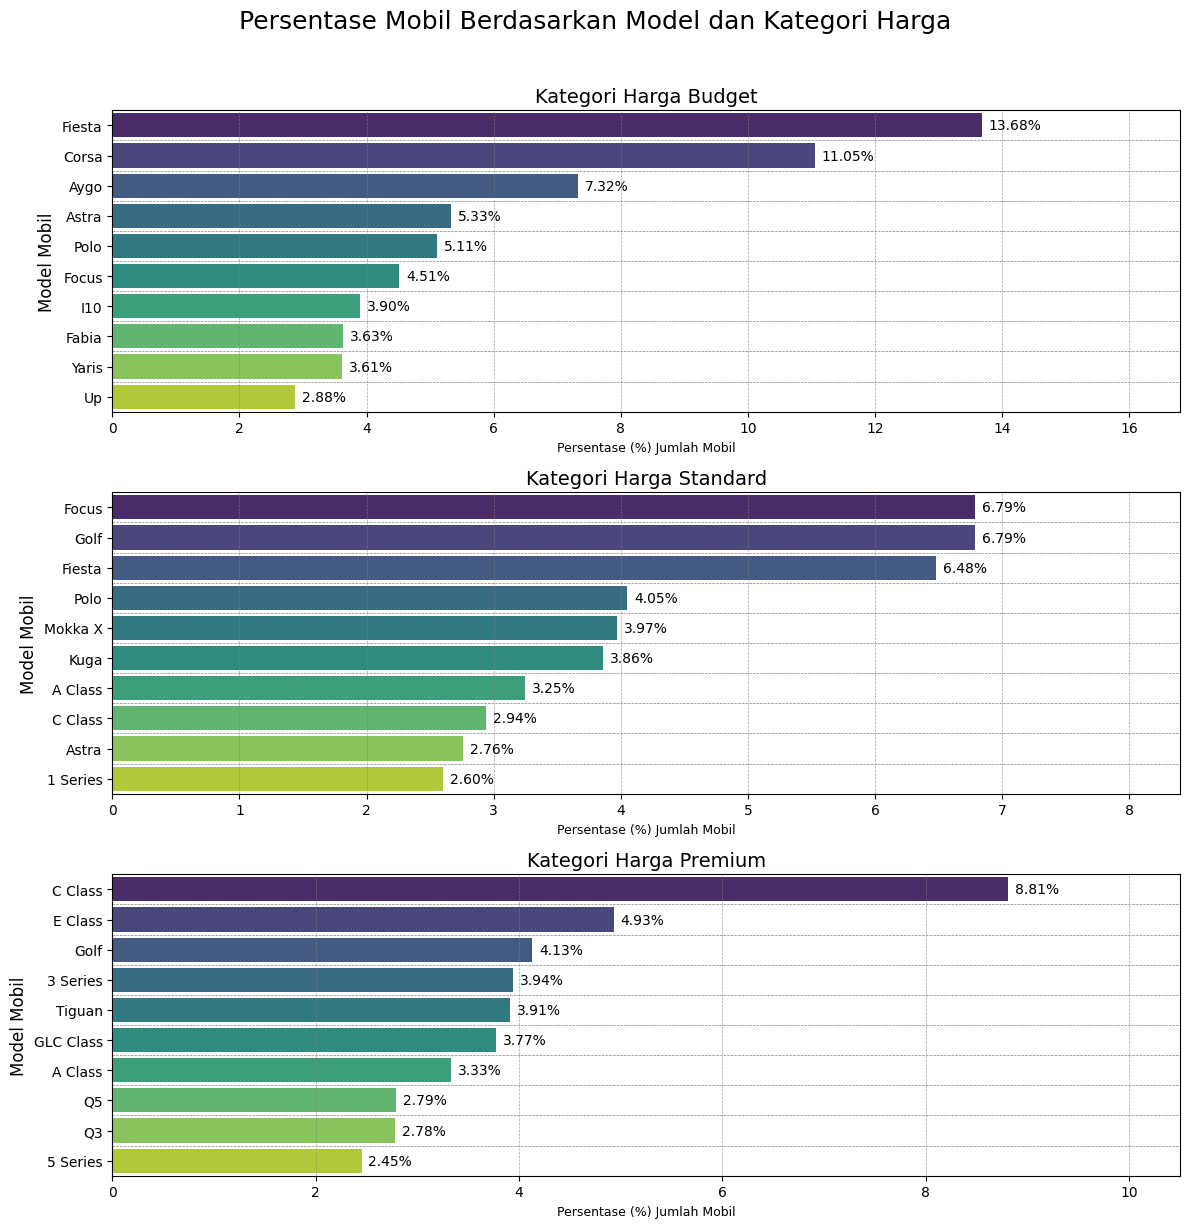 Persentase Mobil Berdasarkan Model dan Kategori Harga
Kategori Harga Budget
Model Mobil
Fiesta 13.68%
Corsa 11.05%
Aygo 7.32%
Astra 5.33%
Polo 5.11%
Focus 4.51%
I10 3.90%
Fabia 3.63%
Yaris 3.61%
Up 2.88%
0 2 4 6 8 10 12 14 16
Persentase (%) Jumlah Mobil
Kategori Harga Standard
Model Mobil
Focus 6.79%
Golf 6.79%
Fiesta 6.48%
Polo 4.05%
Mokka X 3.97%
Kuga 3.86%
A Class 3.25%
C Class 2.94%
Astra 2.76%
1 Series 2.60%
0 1 2 3 4 5 6 7 8
Persentase (%) Jumlah Mobil
Kategori Harga Premium
Model Mobil
C Class 8.81%
E Class 4.93%
Golf 4.13%
3 Series 3.94%
Tiguan 3.91%
GLC Class 3.77%
A Class 3.33%
Q5 2.79%
Q3 2.78%
5 Series 2.45%
0 2 4 6 8 10
Persentase (%) Jumlah Mobil